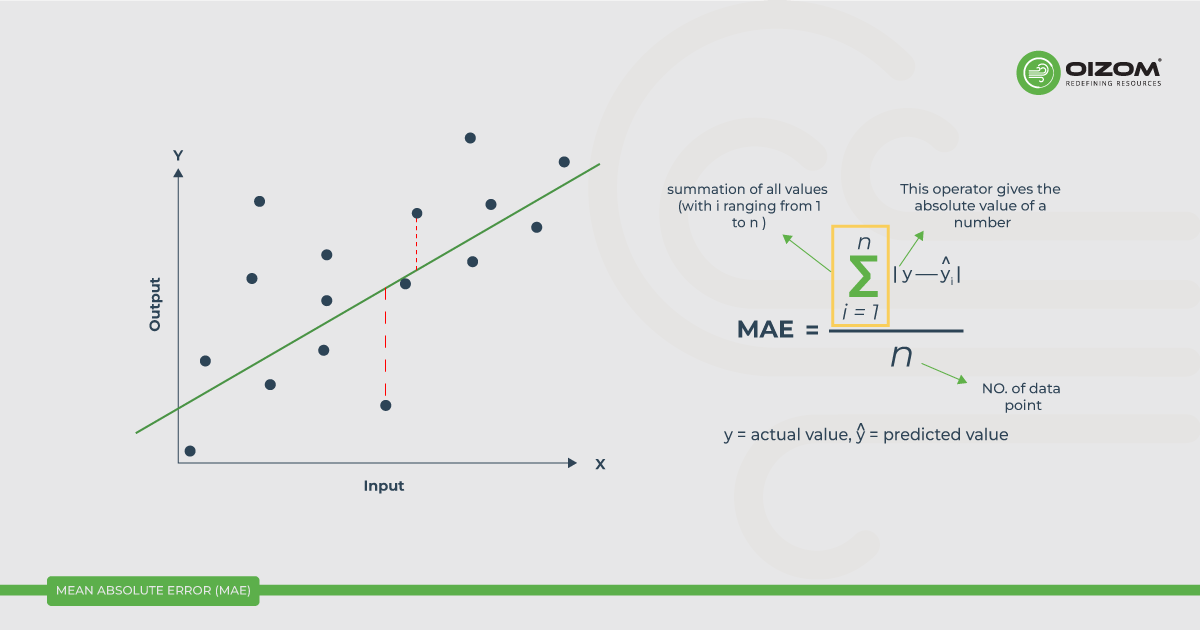 OIZOM
REDEFINING RESOURCES
Y
Output
X
Input
summation of all values
(with i ranging from 1
to n )
This operator gives the
absolute value of a
number
n
Σ
i = 1
| y — ŷᵢ |
MAE =
n
NO. of data
point
y = actual value, ŷ = predicted value
MEAN ABSOLUTE ERROR (MAE)